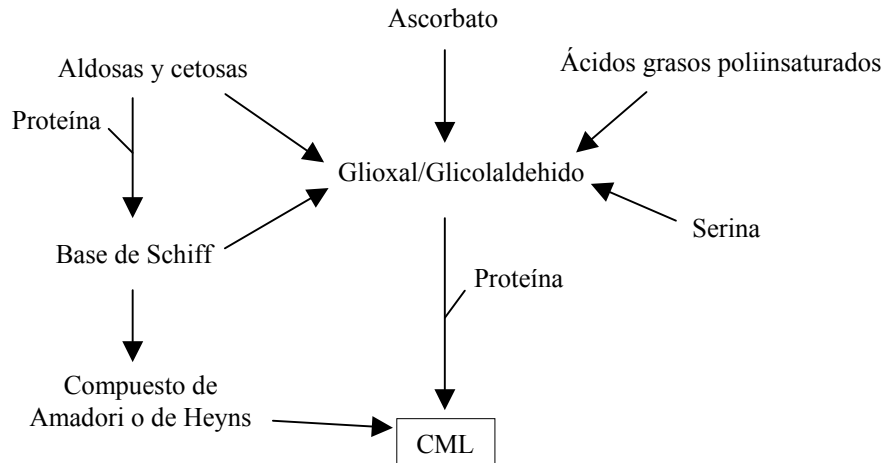 Ascorbato
Aldosas y cetosas
Ácidos grasos poliinsaturados
Proteína
Glioxal/Glicolaldehido
Serina
Base de Schiff
Proteína
Compuesto de
Amadori o de Heyns
CML